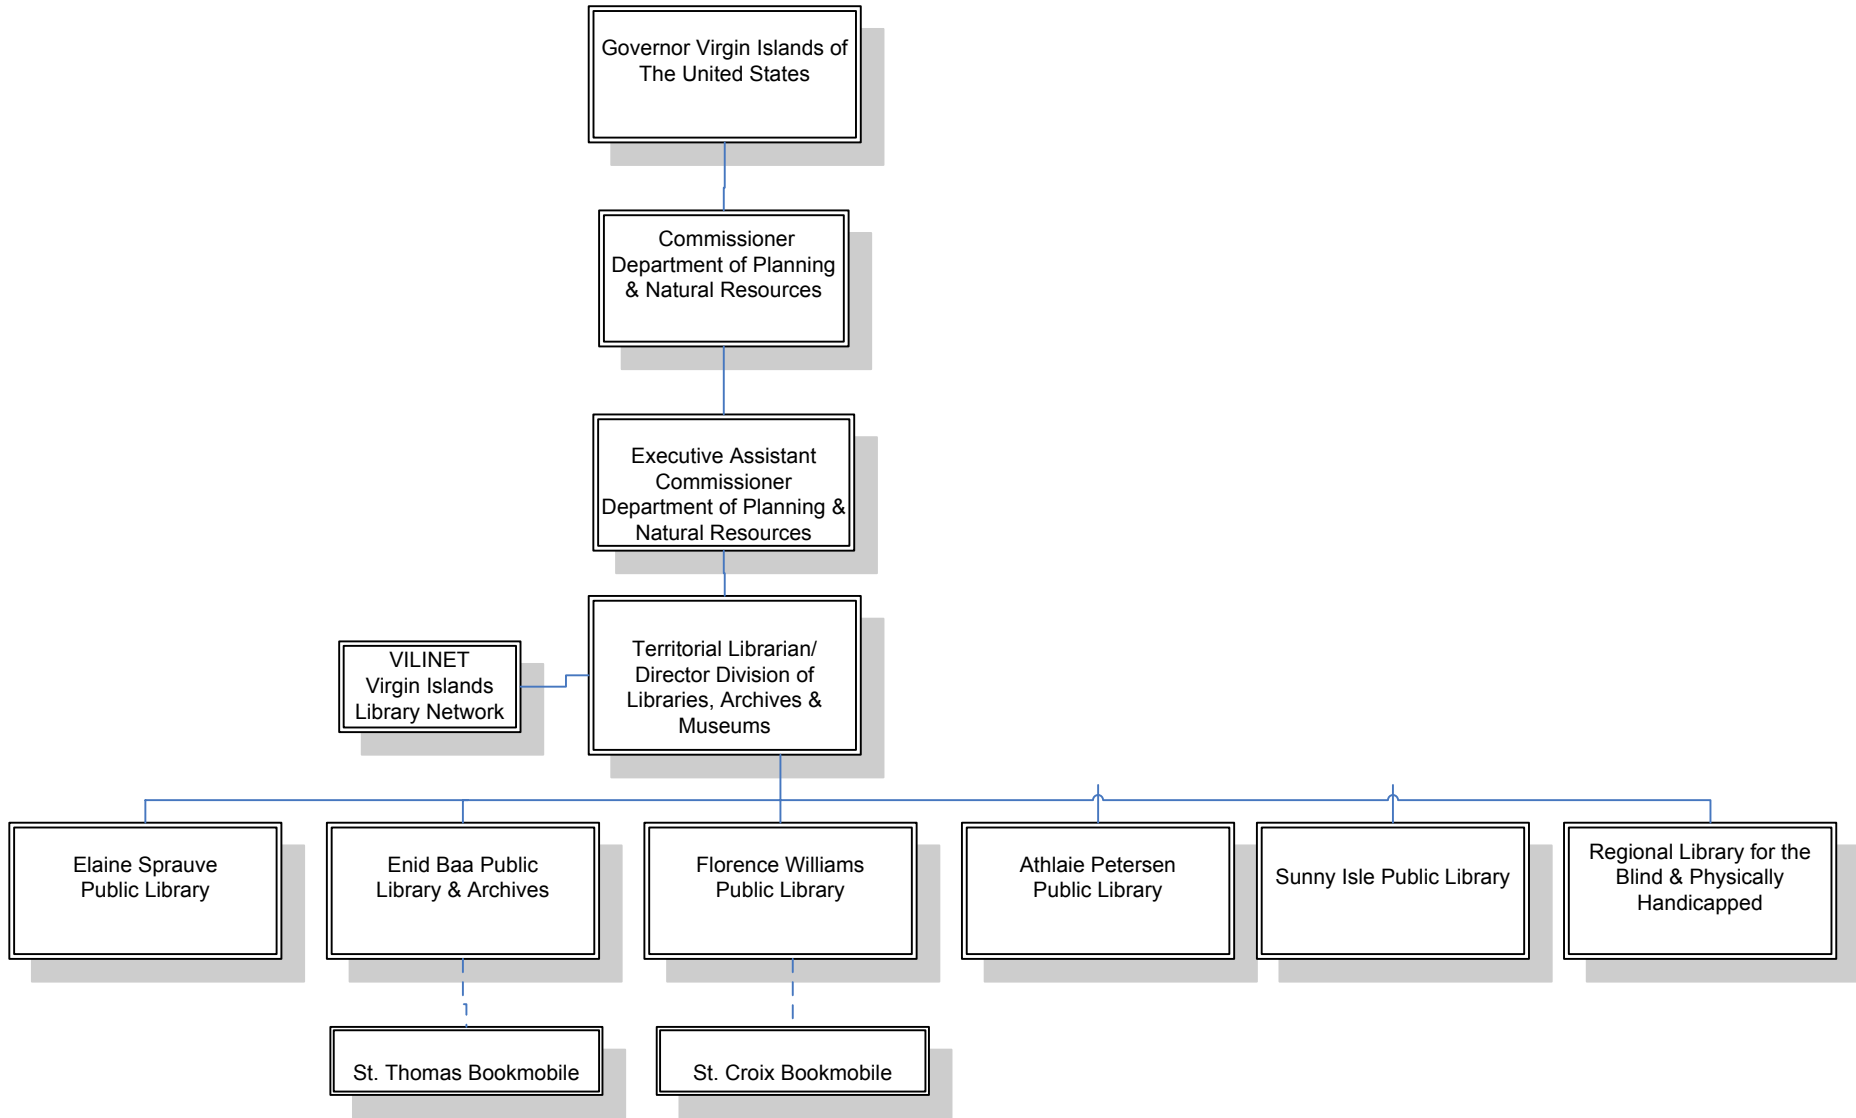 Governor Virgin Islands of
The United States
Commissioner
Department of Planning
& Natural Resources
Executive Assistant
Commissioner
Department of Planning &
Natural Resources
VILINET
Virgin Islands
Library Network
Territorial Librarian/
Director Division of
Libraries, Archives &
Museums
Elaine Sprauve
Public Library
Enid Baa Public
Library & Archives
Florence Williams
Public Library
Athlaie Petersen
Public Library
Sunny Isle Public Library
Regional Library for the
Blind & Physically
Handicapped
St. Thomas Bookmobile
St. Croix Bookmobile